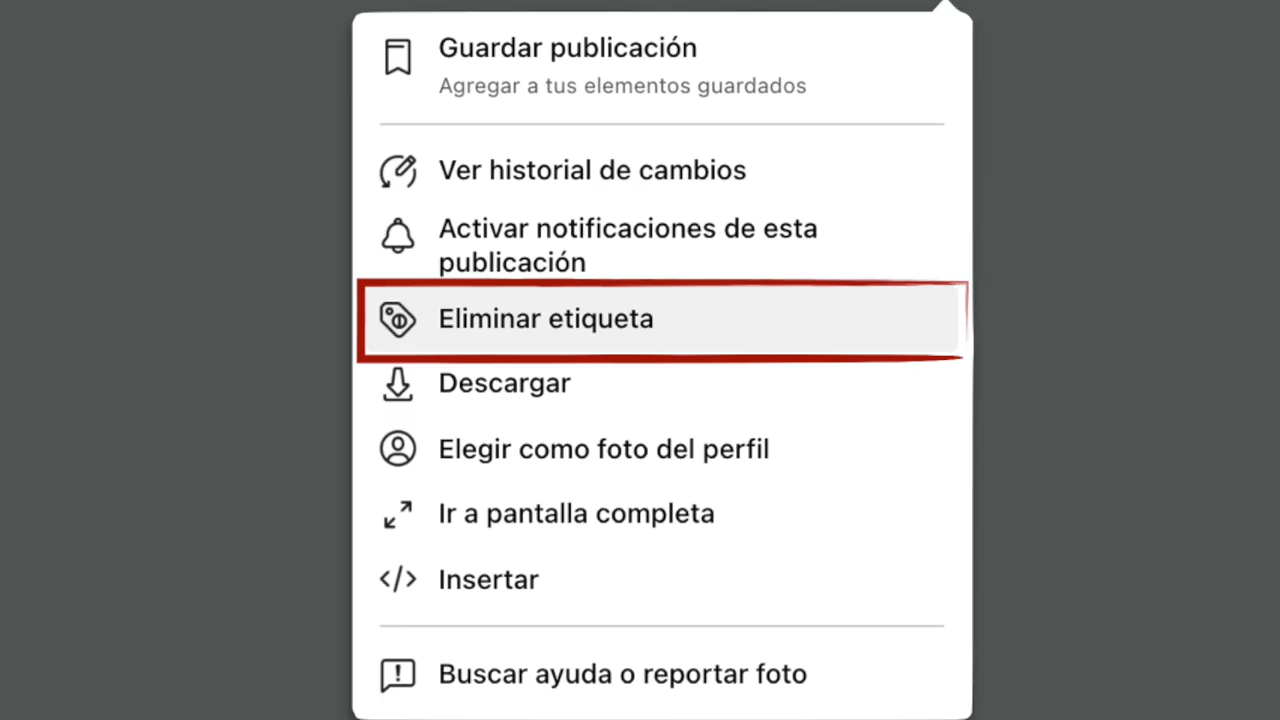 Guardar publicación
Agregar a tus elementos guardados
Ver historial de cambios
Activar notificaciones de esta
publicación
Eliminar etiqueta
Descargar
Elegir como foto del perfil
Ir a pantalla completa
Insertar
Buscar ayuda o reportar foto